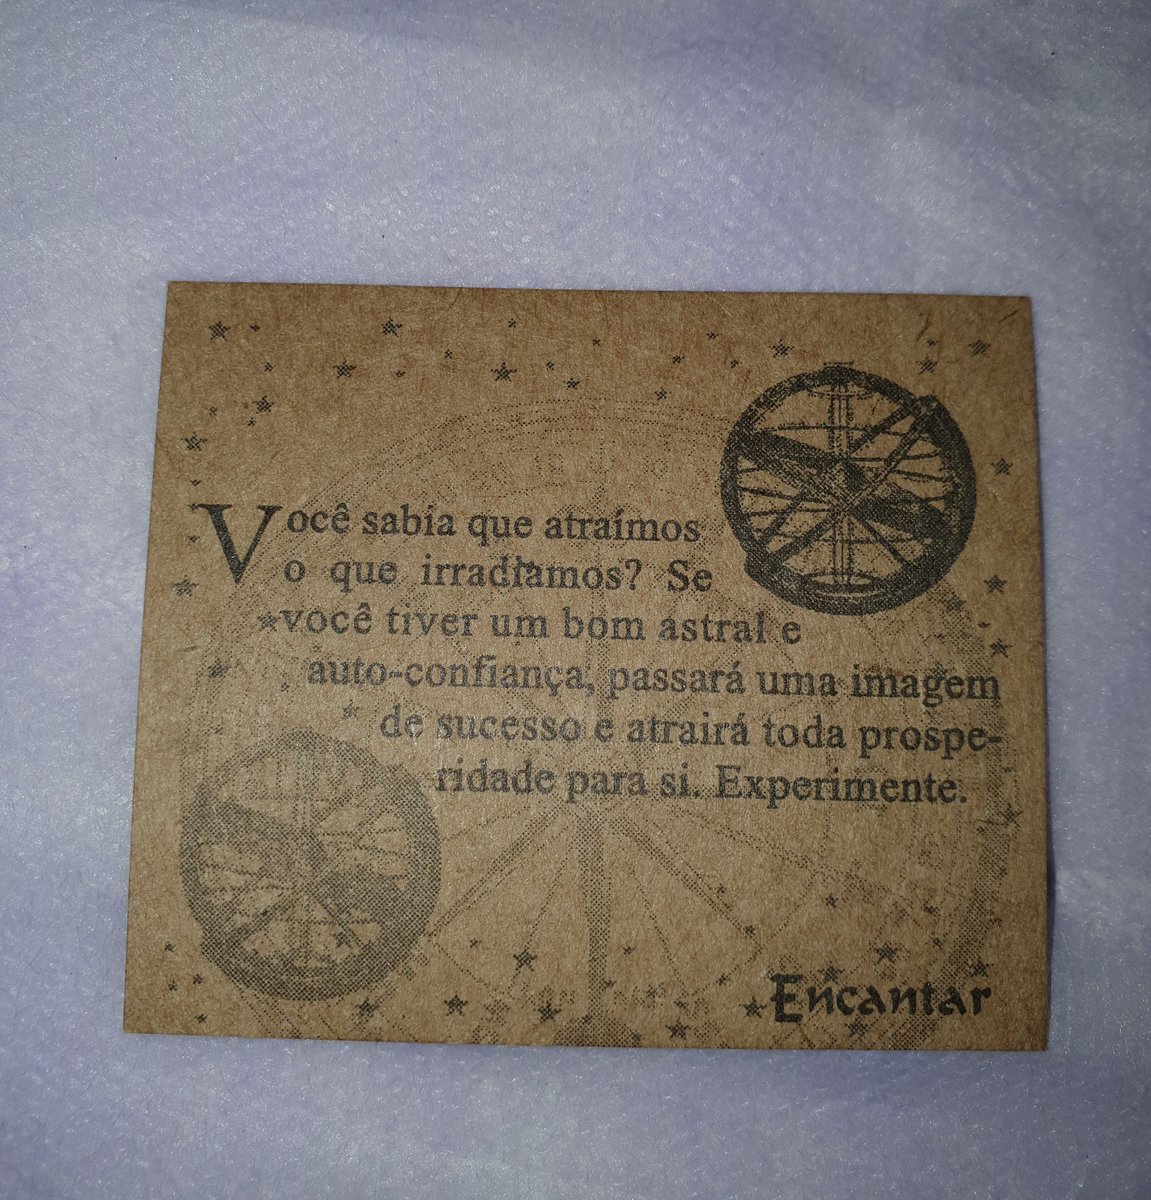 Você sabia que atraímos
o que irradiamos? Se
você tiver um bom astral e
auto-confiança, passará uma imagem
de sucesso e atrairá toda prospe-
ridade para si. Experimente.
Encantar